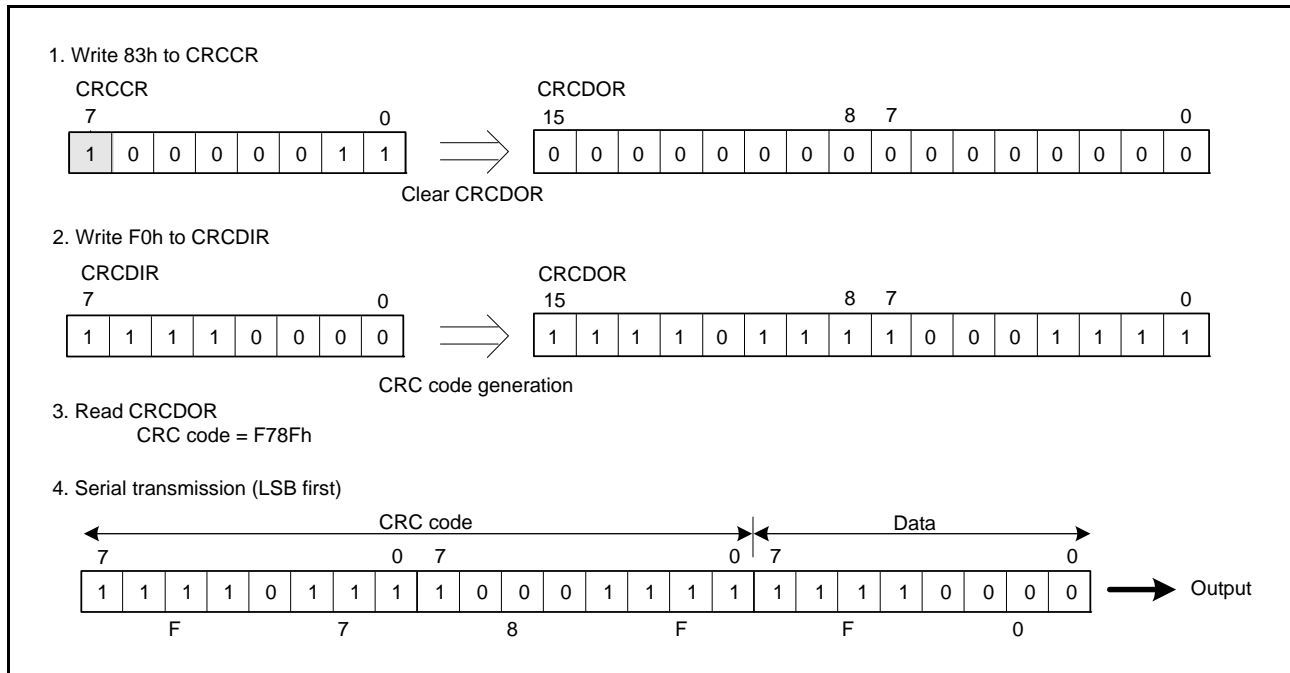 1. Write 83h to CRCCR
CRCCR CRCDOR
7 0 15 8 7 0
1 0 0 0 0 0 1 1 0 0 0 0 0 0 0 0 0 0 0 0 0 0 0 0
Clear CRCDOR
2. Write F0h to CRCDIR
CRCDIR CRCDOR
7 0 15 8 7 0
1 1 1 1 0 0 0 0 1 1 1 1 0 1 1 1 1 0 0 0 1 1 1 1
CRC code generation
3. Read CRCDOR
CRC code = F78Fh
4. Serial transmission (LSB first)
CRC code Data
7 0 7 0 7 0
1 1 1 1 0 1 1 1 1 0 0 0 1 1 1 1 1 1 1 1 0 0 0 0 Output
F 7 8 F F 0